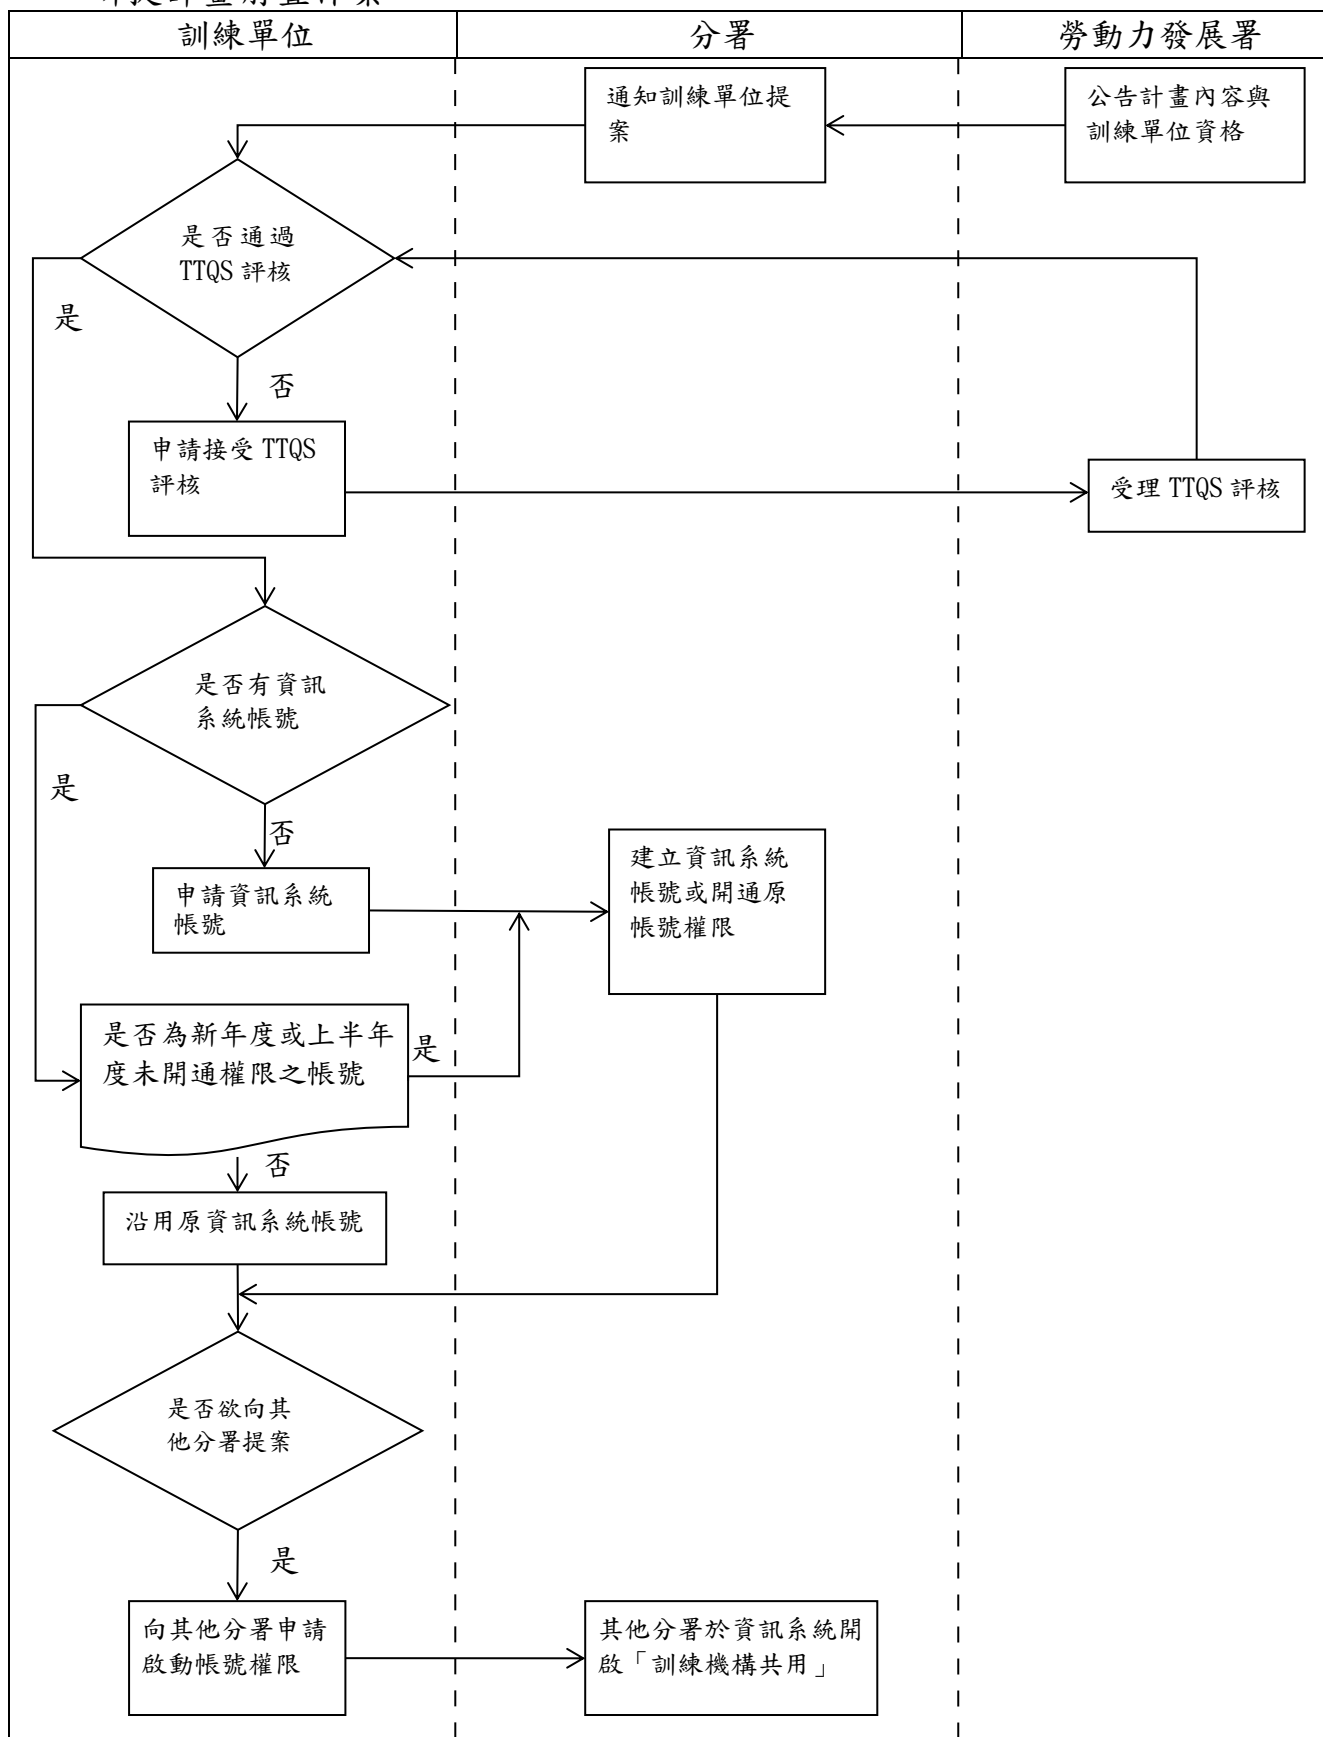 訓練單位
分署
勞動力發展署
通知訓練單位提
案
公告計畫內容與
訓練單位資格
是否通過
TTQS 評核
是
否
申請接受 TTQS
評核
受理 TTQS 評核
是否有資訊
系統帳號
是
否
申請資訊系統
帳號
建立資訊系統
帳號或開通原
帳號權限
是否為新年度或上半年
度未開通權限之帳號
是
否
沿用原資訊系統帳號
是否欲向其
他分署提案
是
向其他分署申請
啟動帳號權限
其他分署於資訊系統開
啟「訓練機構共用」